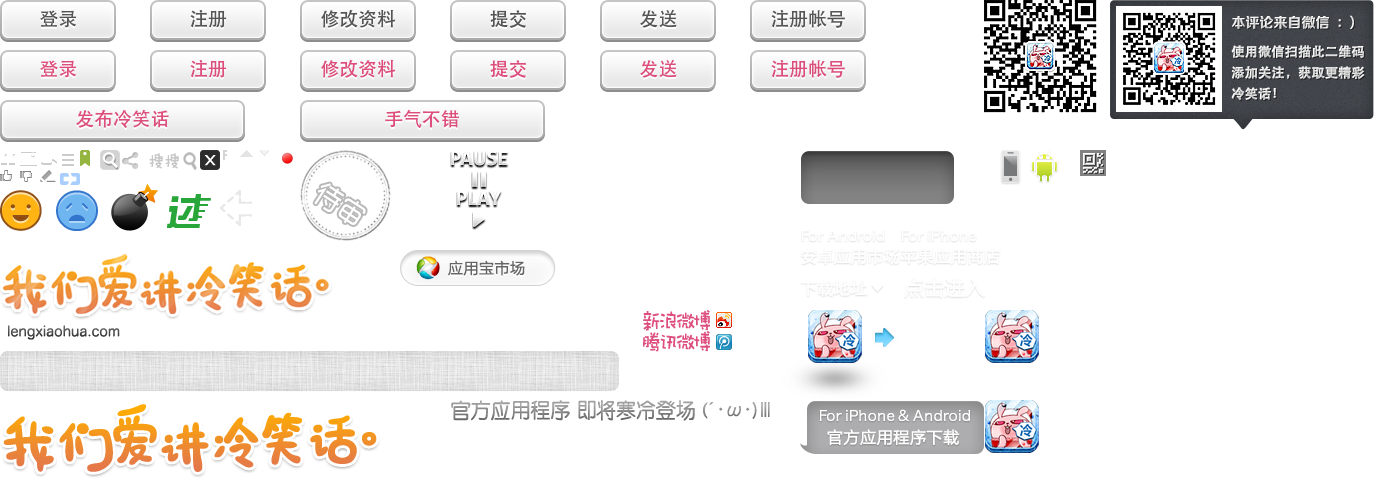 登录
注册
修改资料
提交
发送
注册帐号
登录
注册
修改资料
提交
发送
注册帐号
发布冷笑话
手气不错
本评论来自微信 : )
使用微信扫描此二维码
添加关注，获取更精彩
冷笑话!
搜搜
待审
PAUSE
PLAY
For Android
For iPhone
安卓应用市场苹果应用商店
下载地址
点击进入
应用宝市场
我们爱讲冷笑话。
lengxiaohua.com
新浪微博
腾讯微博
冷
冷
官方应用程序 即将寒冷登场 (´･ω･)|||
我们爱讲冷笑话。
For iPhone & Android
官方应用程序下载
冷